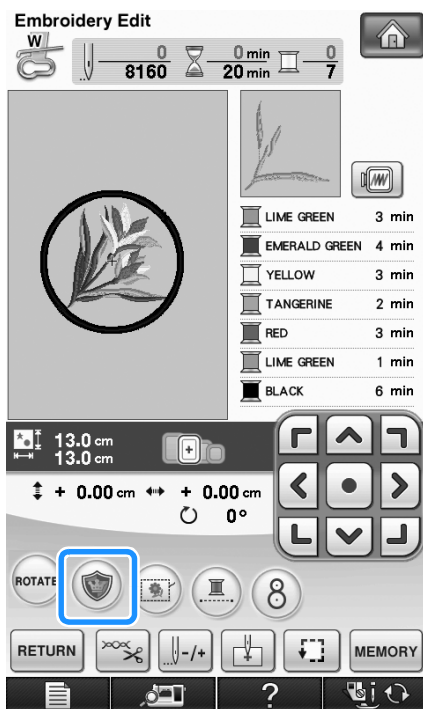 Embroidery Edit
W
0 0 min 0
8160 20 min 7
LIME GREEN 3 min
EMERALD GREEN 4 min
YELLOW 3 min
TANGERINE 2 min
RED 3 min
LIME GREEN 1 min
BLACK 6 min
13.0 cm
13.0 cm
+ 0.00 cm + 0.00 cm
0°
ROTATE
8
RETURN -/+ MEMORY
?